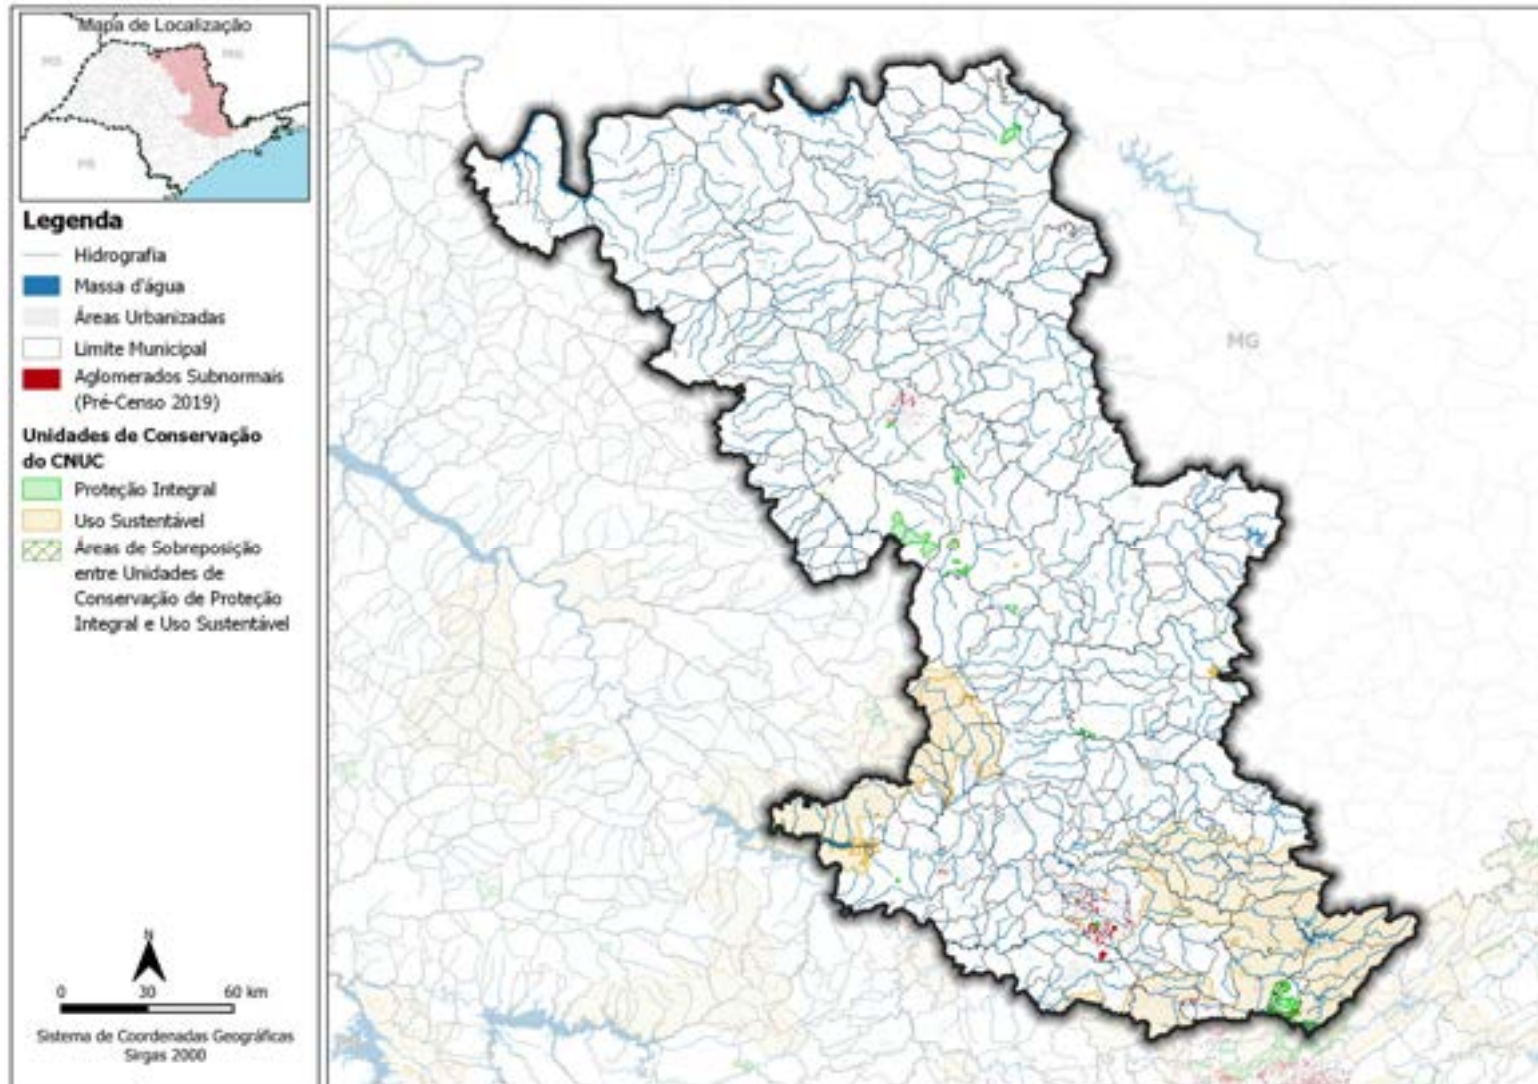 Mapa de Localização
MG
Legenda
Hidrografia
Massa d'água
Áreas Urbanizadas
Limite Municipal
Aglomerados Subnormais
(Pré-Censo 2019)
Unidades de Conservação
do CNUC
Proteção Integral
Uso Sustentável
Áreas de Sobreposição
entre Unidades de
Conservação de Proteção
Integral e Uso Sustentável
N
0 30 60 km
Sistema de Coordenadas Geográficas
Sirgas 2000
MG